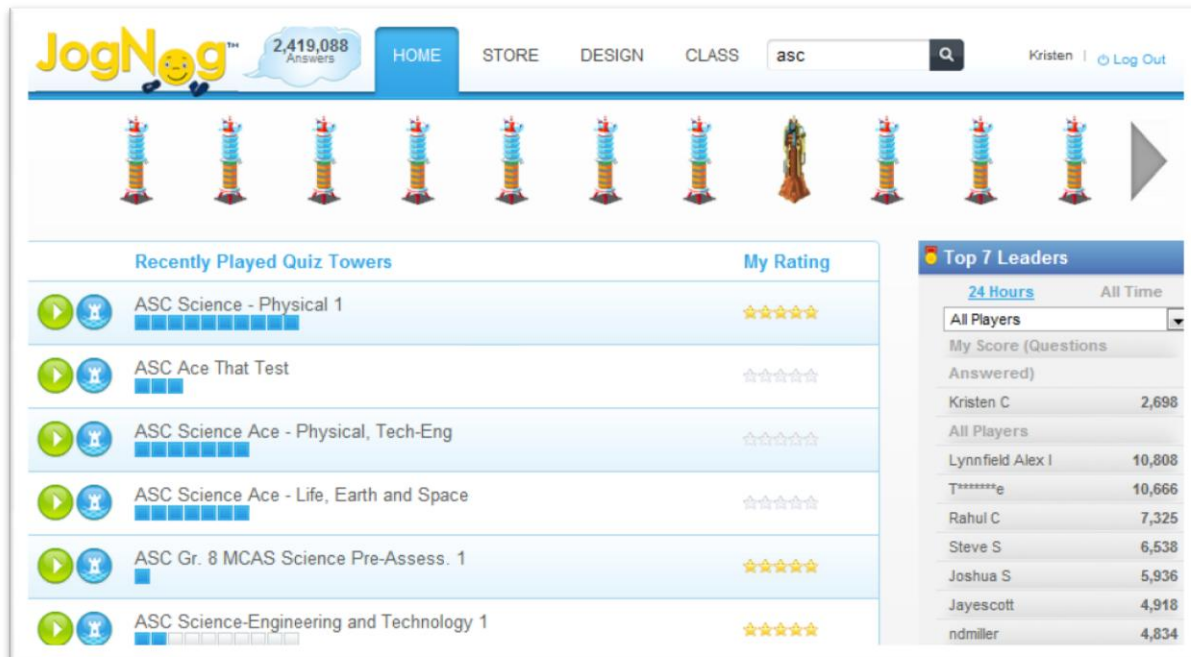 JogNog™
2,419,088
Answers
HOME STORE DESIGN CLASS asc Kristen | Log Out
Recently Played Quiz Towers My Rating
ASC Science - Physical 1
ASC Ace That Test
ASC Science Ace - Physical, Tech-Eng
ASC Science Ace - Life, Earth and Space
ASC Gr. 8 MCAS Science Pre-Assess. 1
ASC Science-Engineering and Technology 1
Top 7 Leaders
24 Hours All Time
All Players
My Score (Questions
Answered)
Kristen C 2,698
All Players
Lynnfield Alex I 10,808
T*******e 10,666
Rahul C 7,325
Steve S 6,538
Joshua S 5,936
Jayescott 4,918
ndmiller 4,834